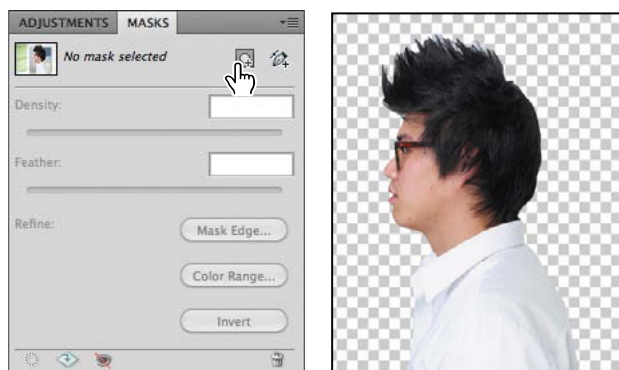 ADJUSTMENTS MASKS
No mask selected
Density:
Feather:
Refine:
Mask Edge...
Color Range...
Invert